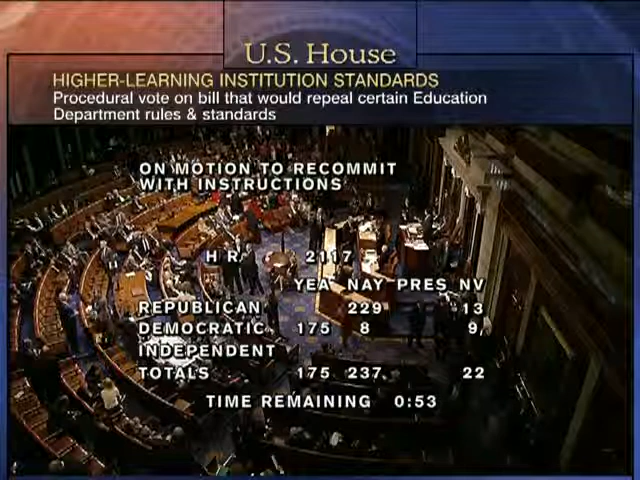 U.S. House
HIGHER-LEARNING INSTITUTION STANDARDS
Procedural vote on bill that would repeal certain Education
Department rules & standards
ON MOTION TO RECOMMIT
WITH INSTRUCTIONS
H R 2117
YEA NAY PRES NV
REPUBLICAN 229 13
DEMOCRATIC 175 8 9
INDEPENDENT
TOTALS 175 237 22
TIME REMAINING 0:53